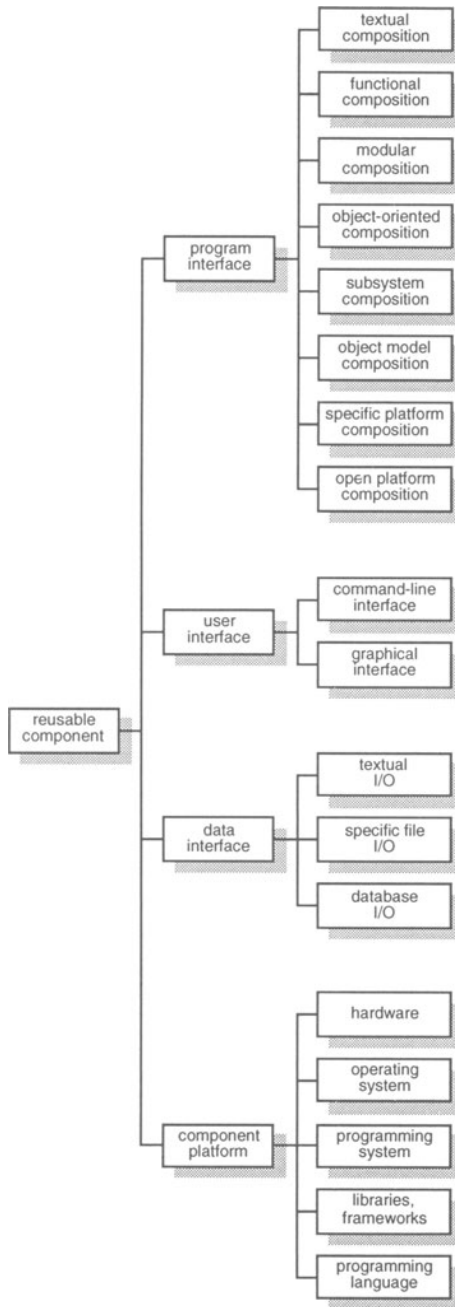 textual
composition
functional
composition
modular
composition
object-oriented
composition
program
interface
subsystem
composition
object model
composition
specific platform
composition
open platform
composition
command-line
interface
user
interface
graphical
interface
reusable
component
textual
I/O
data
interface
specific file
I/O
database
I/O
hardware
operating
system
component
platform
programming
system
libraries,
frameworks
programming
language